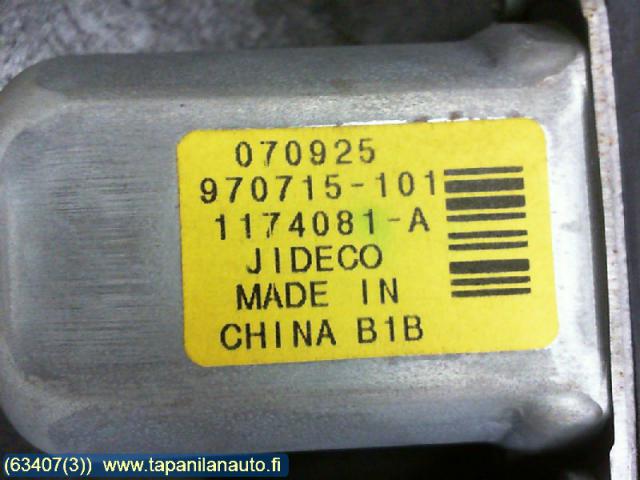 070925
970715-101
1174081-A
JIDECO
MADE IN
CHINA B1B
(63407(3)) www.tapanilanauto.fi